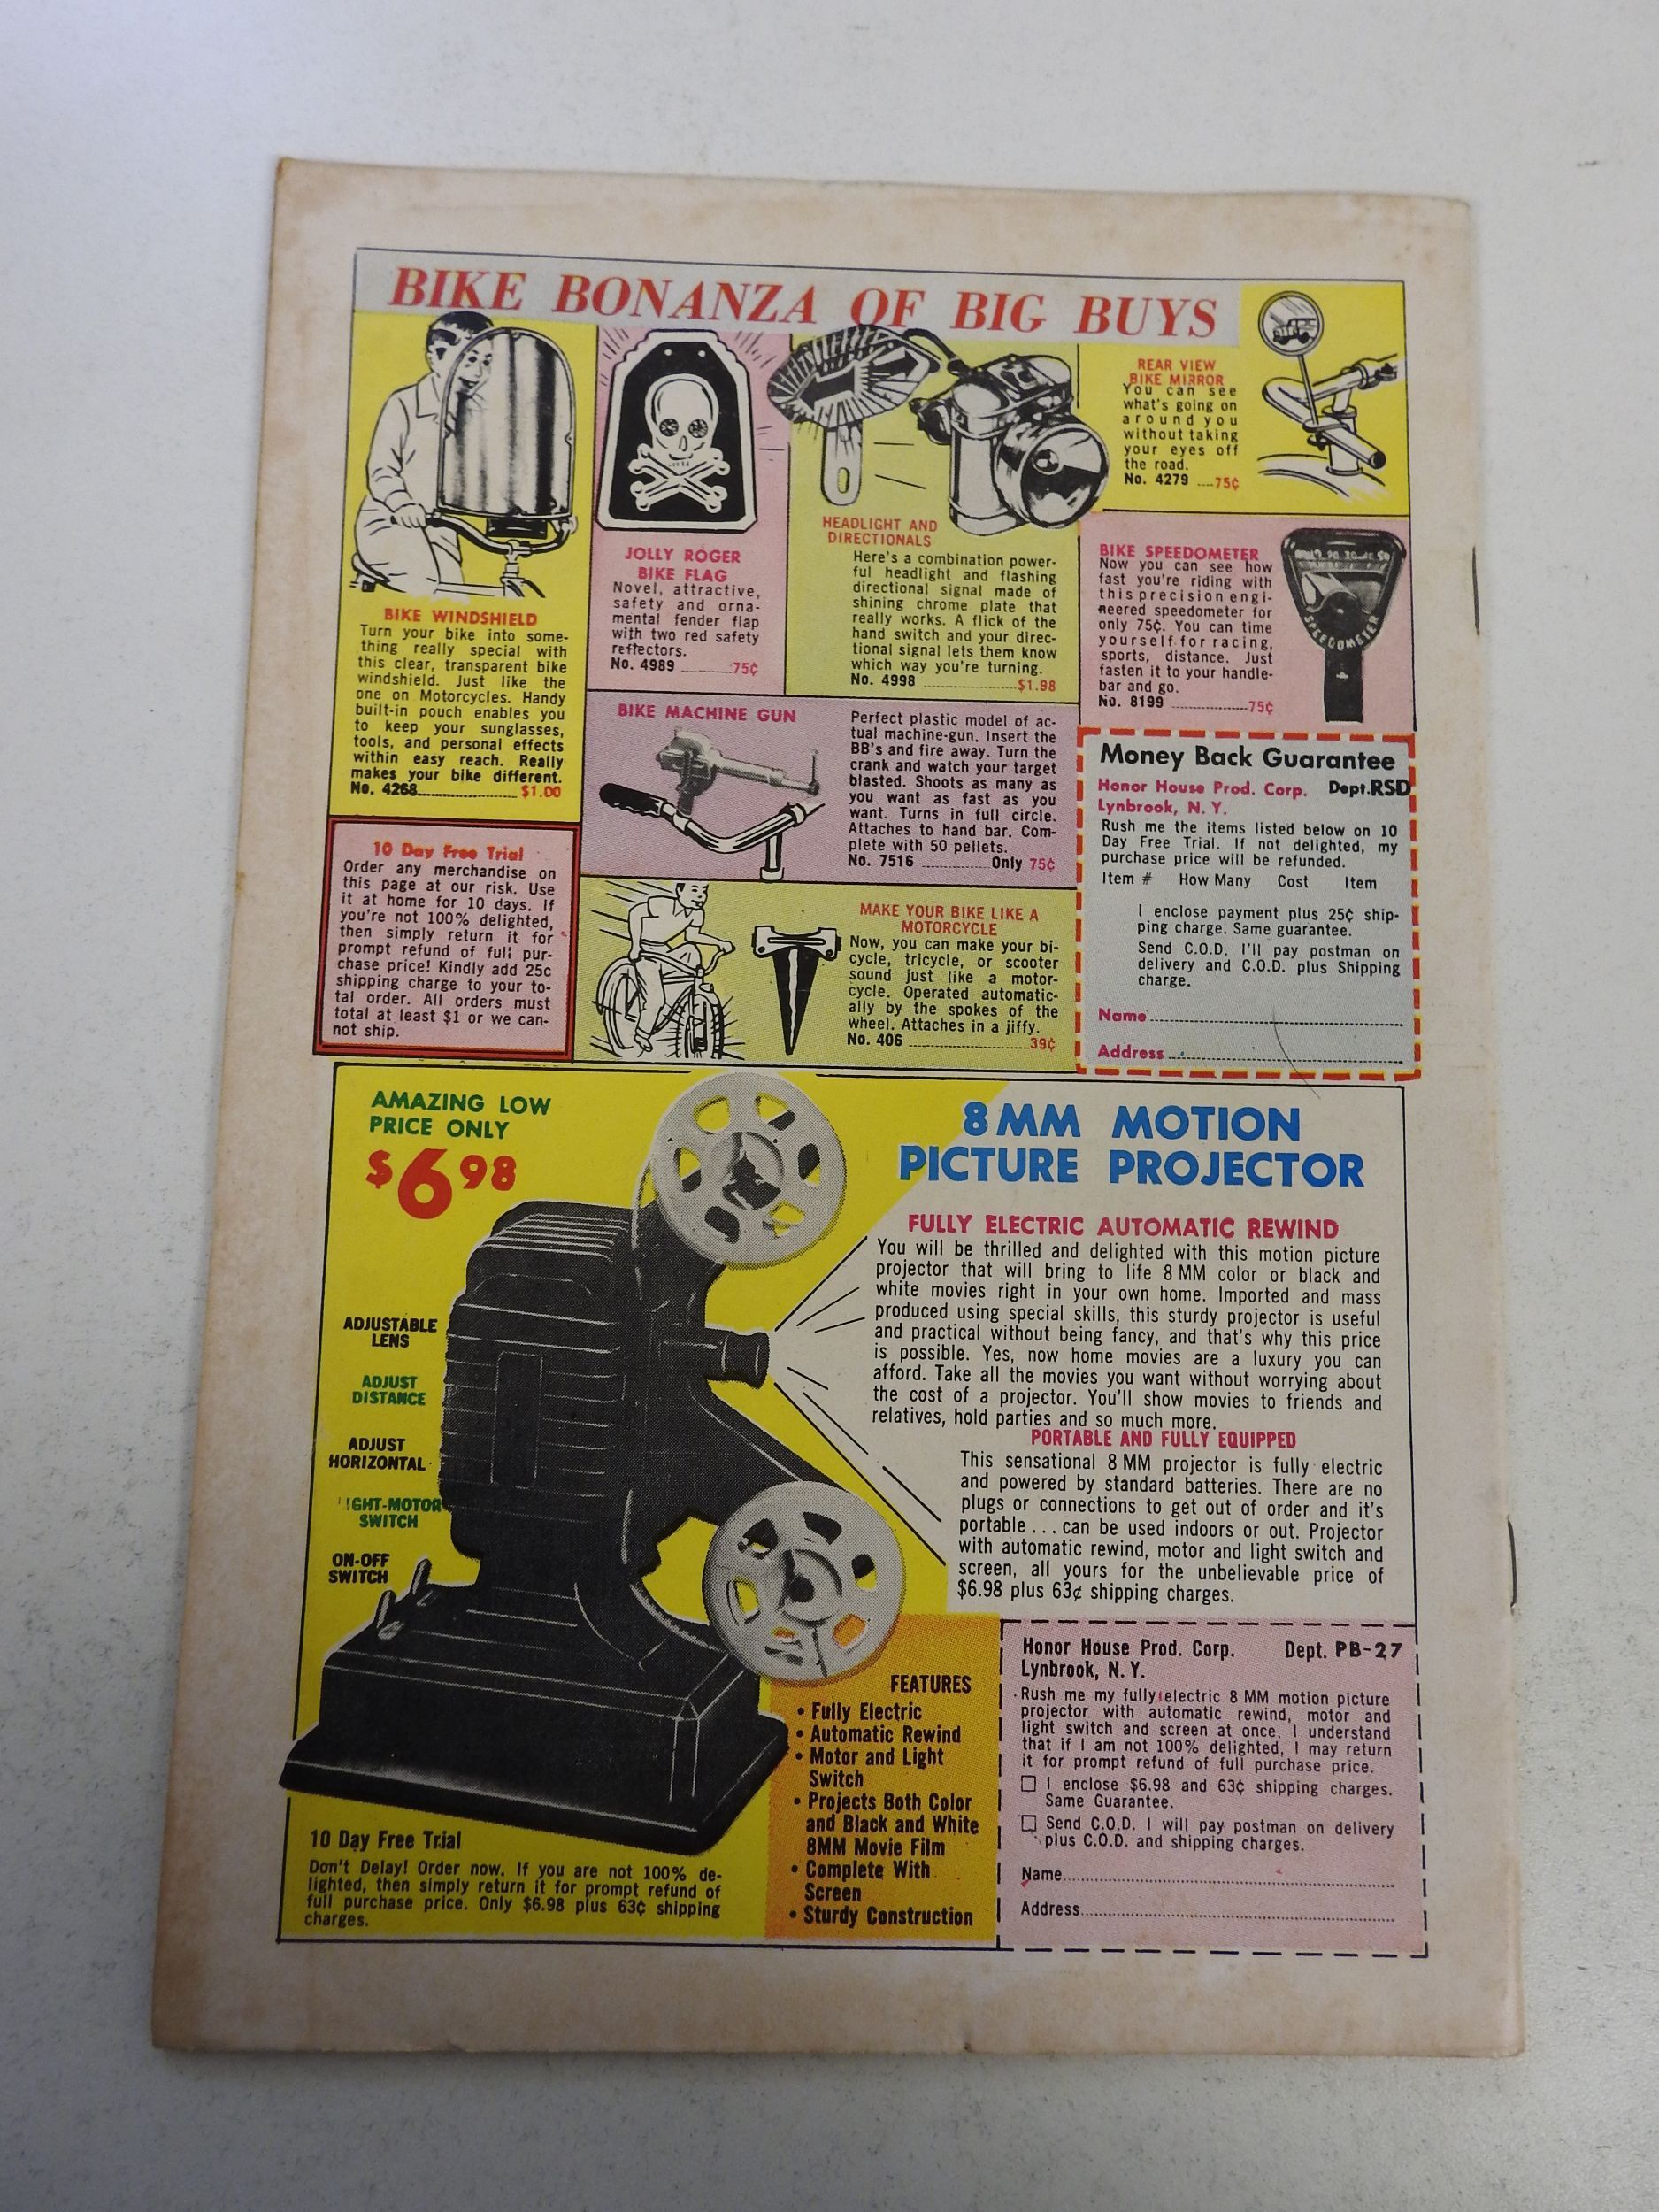 BIKE BONANZA OF BIG BUYS
BIKE WINDSHIELD
Turn your bike into some-
thing really special with
this clear, transparent bike
windshield. Just like the
one on Motorcycles. Handy
built-in pouch enables you
to keep your sunglasses,
tools, and personal effects
within easy reach. Really
makes your bike different.
No. 4268 $1.00
JOLLY ROGER
BIKE FLAG
Novel, attractive,
safety and orna-
mental fender flap
with two red safety
reflectors.
No. 4989 75¢
HEADLIGHT AND
DIRECTIONALS
Here's a combination power-
ful headlight and flashing
directional signal made of
shining chrome plate that
really works. A flick of the
hand switch and your direc-
tional signal lets them know
which way you're turning.
No. 4998 $1.98
REAR VIEW
BIKE MIRROR
You can see
what's going on
around you
without taking
your eyes off
the road.
No. 4279 75¢
BIKE SPEEDOMETER
Now you can see how
fast you're riding with
this precision engi-
neered speedometer for
only 75¢. You can time
yourself for racing,
sports, distance. Just
fasten it to your handle-
bar and go.
No. 8199 75¢
SPEEDOMETER
BIKE MACHINE GUN
Perfect plastic model of ac-
tual machine-gun. Insert the
BB's and fire away. Turn the
crank and watch your target
blasted. Shoots as many as
you want as fast as you
want. Turns in full circle.
Attaches to hand bar. Com-
plete with 50 pellets.
No. 7516 Only 75¢
10 Day Free Trial
Order any merchandise on
this page at our risk. Use
it at home for 10 days. If
you're not 100% delighted,
then simply return it for
prompt refund of full pur-
chase price! Kindly add 25c
shipping charge to your to-
tal order. All orders must
total at least $1 or we can-
not ship.
MAKE YOUR BIKE LIKE A
MOTORCYCLE
Now, you can make your bi-
cycle, tricycle, or scooter
sound just like a motor-
cycle. Operated automatic-
ally by the spokes of the
wheel. Attaches in a jiffy.
No. 406 39¢
Money Back Guarantee
Honor House Prod. Corp. Dept.RSD
Lynbrook, N. Y.
Rush me the items listed below on 10
Day Free Trial. If not delighted, my
purchase price will be refunded.
Item # How Many Cost Item
I enclose payment plus 25¢ ship-
ping charge. Same guarantee.
Send C.O.D. I'll pay postman on
delivery and C.O.D. plus Shipping
charge.
Name
Address
AMAZING LOW
PRICE ONLY
$6.98
ADJUSTABLE
LENS
ADJUST
DISTANCE
ADJUST
HORIZONTAL
IGHT-MOTOR
SWITCH
ON-OFF
SWITCH
8 MM MOTION
PICTURE PROJECTOR
FULLY ELECTRIC AUTOMATIC REWIND
You will be thrilled and delighted with this motion picture
projector that will bring to life 8 MM color or black and
white movies right in your own home. Imported and mass
produced using special skills, this sturdy projector is useful
and practical without being fancy, and that's why this price
is possible. Yes, now home movies are a luxury you can
afford. Take all the movies you want without worrying about
the cost of a projector. You'll show movies to friends and
relatives, hold parties and so much more.
PORTABLE AND FULLY EQUIPPED
This sensational 8 MM projector is fully electric
and powered by standard batteries. There are no
plugs or connections to get out of order and it's
portable . . . can be used indoors or out. Projector
with automatic rewind, motor and light switch and
screen, all yours for the unbelievable price of
$6.98 plus 63¢ shipping charges.
10 Day Free Trial
Don't Delay! Order now. If you are not 100% de-
lighted, then simply return it for prompt refund of
full purchase price. Only $6.98 plus 63¢ shipping
charges.
FEATURES
• Fully Electric
• Automatic Rewind
• Motor and Light
Switch
• Projects Both Color
and Black and White
8MM Movie Film
• Complete With
Screen
• Sturdy Construction
Honor House Prod. Corp. Dept. PB-27
Lynbrook, N. Y.
Rush me my fully electric 8 MM motion picture
projector with automatic rewind, motor and
light switch and screen at once. I understand
that if I am not 100% delighted, I may return
it for prompt refund of full purchase price.
☐ I enclose $6.98 and 63¢ shipping charges.
Same Guarantee.
☐ Send C.O.D. I will pay postman on delivery
plus C.O.D. and shipping charges.
Name
Address